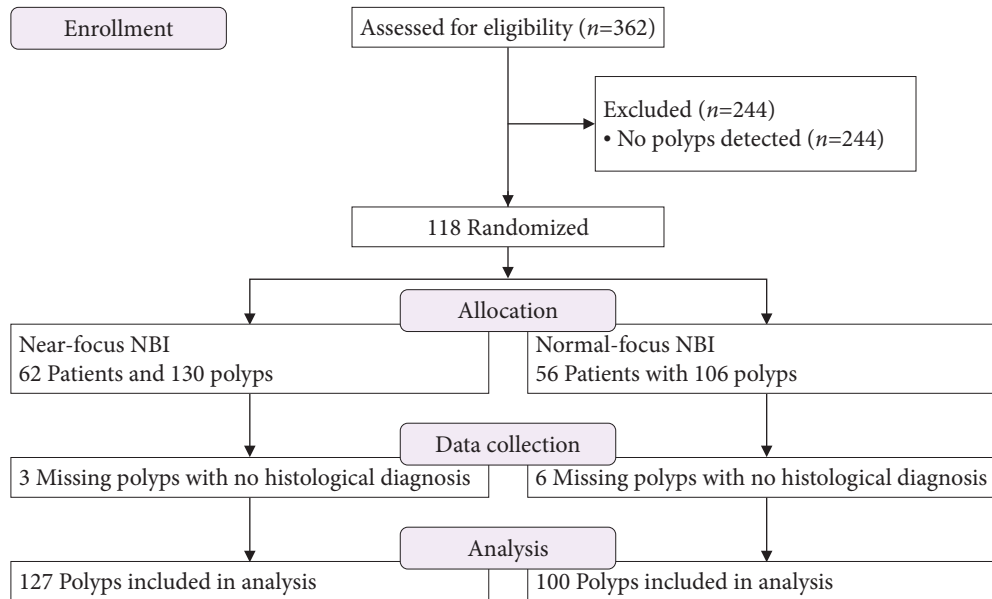 Enrollment
Assessed for eligibility (n=362)
Excluded (n=244)
• No polyps detected (n=244)
118 Randomized
Allocation
Near-focus NBI
62 Patients and 130 polyps
Normal-focus NBI
56 Patients with 106 polyps
Data collection
3 Missing polyps with no histological diagnosis
6 Missing polyps with no histological diagnosis
Analysis
127 Polyps included in analysis
100 Polyps included in analysis